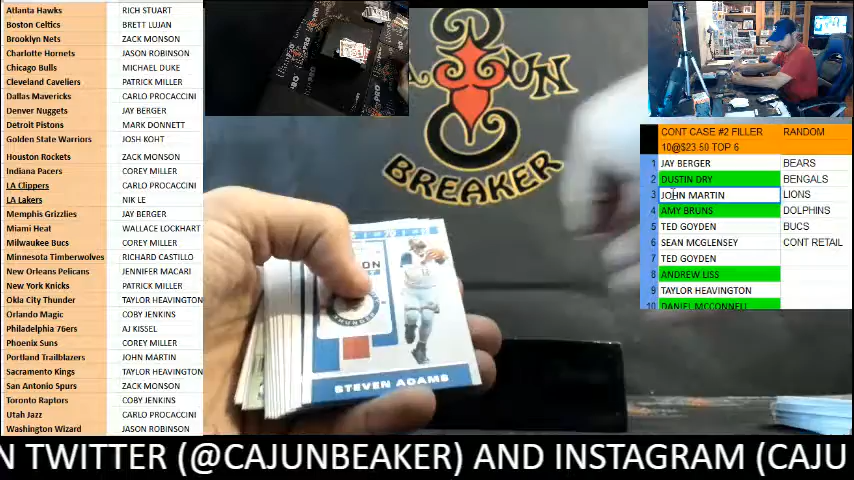 Atlanta Hawks RICH STUART
Boston Celtics BRETT LUJAN
Brooklyn Nets ZACK MONSON
Charlotte Hornets JASON ROBINSON
Chicago Bulls MICHAEL DUKE
Cleveland Cavaliers PATRICK MILLER
Dallas Mavericks CARLO PROCACCINI
Denver Nuggets JAY BERGER
Detroit Pistons MARK DONNETT
Golden State Warriors JOSH KOHT
Houston Rockets ZACK MONSON
Indiana Pacers COREY MILLER
LA Clippers CARLO PROCACCINI
LA Lakers NIK LE
Memphis Grizzlies JAY BERGER
Miami Heat WALLACE LOCKHART
Milwaukee Bucs COREY MILLER
Minnesota Timberwolves RICHARD CASTILLO
New Orleans Pelicans JENNIFER MACARI
New York Knicks PATRICK MILLER
Okla City Thunder TAYLOR HEAVINGTON
Orlando Magic COBY JENKINS
Philadelphia 76ers AJ KISSEL
Phoenix Suns COREY MILLER
Portland Trailblazers JOHN MARTIN
Sacramento Kings TAYLOR HEAVINGTON
San Antonio Spurs ZACK MONSON
Toronto Raptors COBY JENKINS
Utah Jazz CARLO PROCACCINI
Washington Wizard JASON ROBINSON
UN
BREAKER
THUNDER
STEVEN ADAMS
CONT CASE #2 FILLER RANDOM
10@$23.50 TOP 6
1 JAY BERGER BEARS
2 DUSTIN DRY BENGALS
3 JOHN MARTIN LIONS
4 AMY BRUNS DOLPHINS
5 TED GOYDEN BUCS
6 SEAN MCGLENSEY CONT RETAIL
7 TED GOYDEN
8 ANDREW LISS
9 TAYLOR HEAVINGTON
10 DANIEL MCCONNELL
N TWITTER (@CAJUNBEAKER) AND INSTAGRAM (CAJU